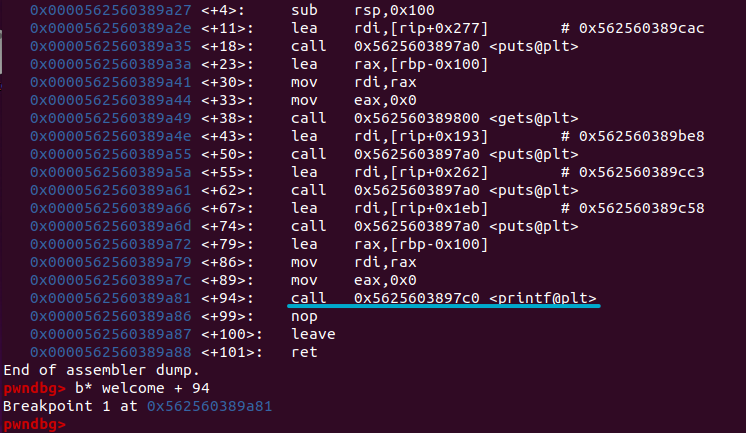 0x0000562560389a27 <+4>: sub rsp,0x100
0x0000562560389a2e <+11>: lea rdi,[rip+0x277] # 0x562560389cac
0x0000562560389a35 <+18>: call 0x5625603897a0 <puts@plt>
0x0000562560389a3a <+23>: lea rax,[rbp-0x100]
0x0000562560389a41 <+30>: mov rdi,rax
0x0000562560389a44 <+33>: mov eax,0x0
0x0000562560389a49 <+38>: call 0x562560389800 <gets@plt>
0x0000562560389a4e <+43>: lea rdi,[rip+0x193] # 0x562560389be8
0x0000562560389a55 <+50>: call 0x5625603897a0 <puts@plt>
0x0000562560389a5a <+55>: lea rdi,[rip+0x262] # 0x562560389cc3
0x0000562560389a61 <+62>: call 0x5625603897a0 <puts@plt>
0x0000562560389a66 <+67>: lea rdi,[rip+0x1eb] # 0x562560389c58
0x0000562560389a6d <+74>: call 0x5625603897a0 <puts@plt>
0x0000562560389a72 <+79>: lea rax,[rbp-0x100]
0x0000562560389a79 <+86>: mov rdi,rax
0x0000562560389a7c <+89>: mov eax,0x0
0x0000562560389a81 <+94>: call 0x5625603897c0 <printf@plt>
0x0000562560389a86 <+99>: nop
0x0000562560389a87 <+100>: leave
0x0000562560389a88 <+101>: ret
End of assembler dump.
pwndbg> b* welcome + 94
Breakpoint 1 at 0x562560389a81
pwndbg>